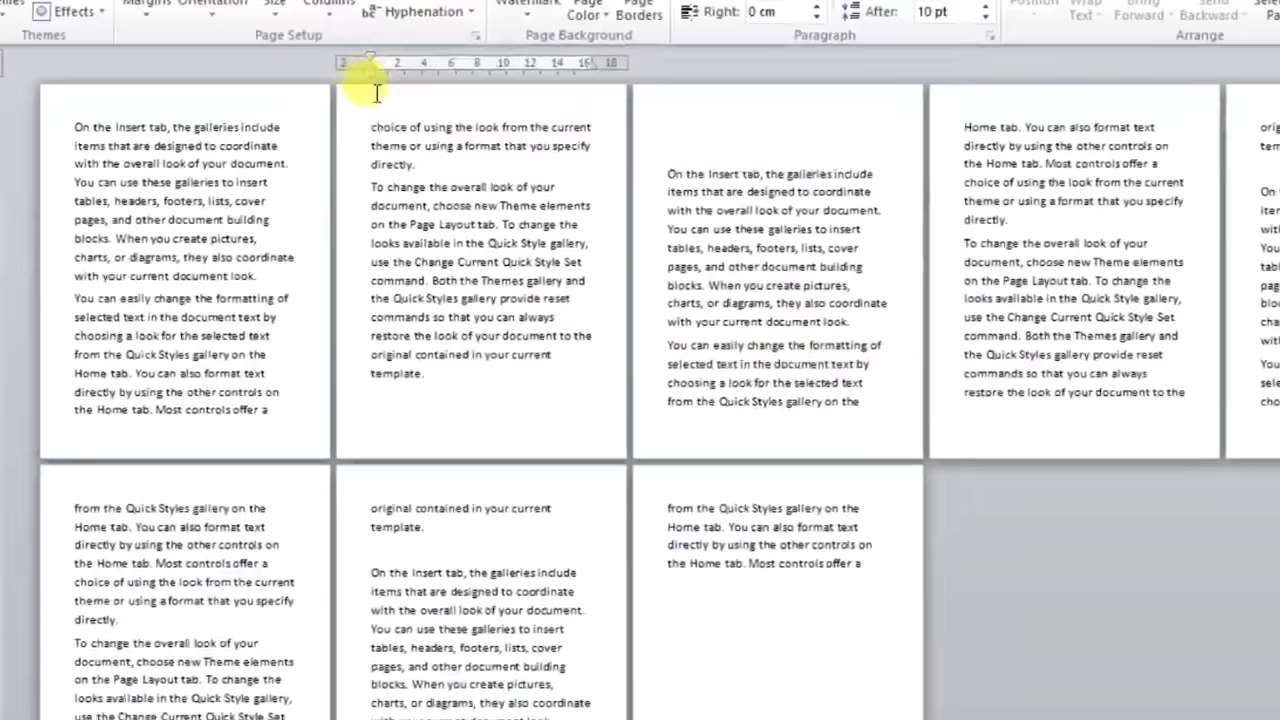 Margins Orientation Size Columns Watermark Page Page
Effects
Hyphenation
Color Borders
Right: 0 cm
After: 10 pt
Position Wrap Bring Send
Text Forward Backward
Themes
Page Setup
Page Background
Paragraph
Arrange
2 2 4 6 8 10 12 14 16 18
On the Insert tab, the galleries include
items that are designed to coordinate
with the overall look of your document.
You can use these galleries to insert
tables, headers, footers, lists, cover
pages, and other document building
blocks. When you create pictures,
charts, or diagrams, they also coordinate
with your current document look.
You can easily change the formatting of
selected text in the document text by
choosing a look for the selected text
from the Quick Styles gallery on the
Home tab. You can also format text
directly by using the other controls on
the Home tab. Most controls offer a
choice of using the look from the current
theme or using a format that you specify
directly.
To change the overall look of your
document, choose new Theme elements
on the Page Layout tab. To change the
looks available in the Quick Style gallery,
use the Change Current Quick Style Set
command. Both the Themes gallery and
the Quick Styles gallery provide reset
commands so that you can always
restore the look of your document to the
original contained in your current
template.
On the Insert tab, the galleries include
items that are designed to coordinate
with the overall look of your document.
You can use these galleries to insert
tables, headers, footers, lists, cover
pages, and other document building
blocks. When you create pictures,
charts, or diagrams, they also coordinate
with your current document look.
You can easily change the formatting of
selected text in the document text by
choosing a look for the selected text
from the Quick Styles gallery on the
Home tab. You can also format text
directly by using the other controls on
the Home tab. Most controls offer a
choice of using the look from the current
theme or using a format that you specify
directly.
To change the overall look of your
document, choose new Theme elements
on the Page Layout tab. To change the
looks available in the Quick Style gallery,
use the Change Current Quick Style Set
command. Both the Themes gallery and
the Quick Styles gallery provide reset
commands so that you can always
restore the look of your document to the
from the Quick Styles gallery on the
Home tab. You can also format text
directly by using the other controls on
the Home tab. Most controls offer a
choice of using the look from the current
theme or using a format that you specify
directly.
To change the overall look of your
document, choose new Theme elements
on the Page Layout tab. To change the
looks available in the Quick Style gallery,
use the Change Current Quick Style Set
original contained in your current
template.
On the Insert tab, the galleries include
items that are designed to coordinate
with the overall look of your document.
You can use these galleries to insert
tables, headers, footers, lists, cover
pages, and other document building
blocks. When you create pictures,
charts, or diagrams, they also coordinate
with your current document look.
from the Quick Styles gallery on the
Home tab. You can also format text
directly by using the other controls on
the Home tab. Most controls offer a